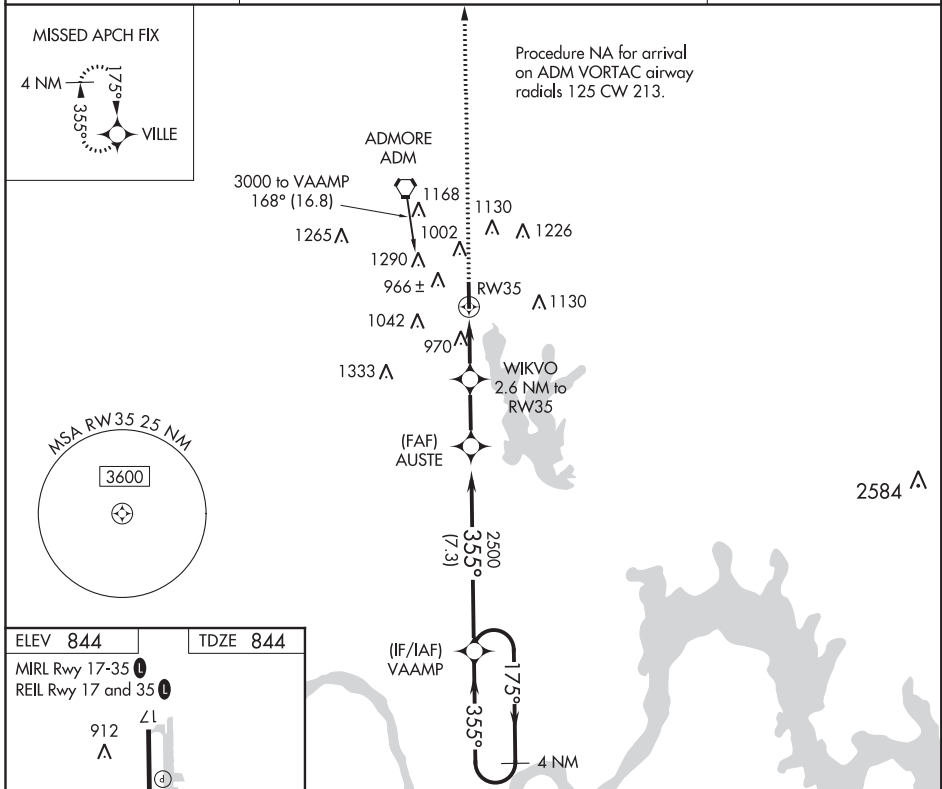 MISSED APCH FIX
4 NM
175°
355°
VILLE
Procedure NA for arrival
on ADM VORTAC airway
radials 125 CW 213.
ADMORE
ADM
3000 to VAAMP
168° (16.8)
1168
1130
1265
1002
1226
1290
966 ±
RW35
1130
1042
970
1333
WIKVO
2.6 NM to
RW35
(FAF)
AUSTE
MSA RW35 25 NM
3600
2584
2500
355°
(7.3)
(IF/IAF)
VAAMP
175°
355°
4 NM
ELEV 844
TDZE 844
MIRL Rwy 17-35 L
REIL Rwy 17 and 35 L
17
912
P